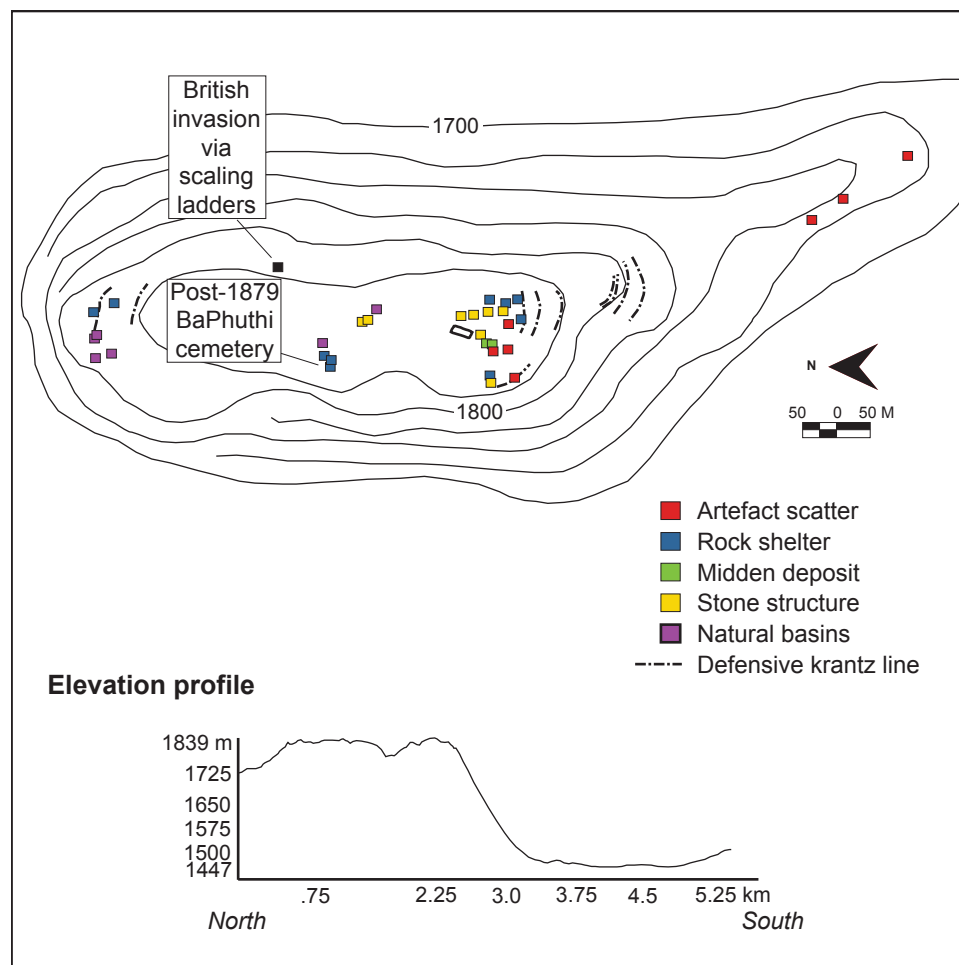 British
invasion
via
scaling
ladders
1700
Post-1879
BaPhuthi
cemetery
N
1800
50 0 50 M
Artefact scatter
Rock shelter
Midden deposit
Stone structure
Natural basins
Defensive krantz line
Elevation profile
1839 m
1725
1650
1575
1500
1447
.75 2.25 3.0 3.75 4.5 5.25 km
North South